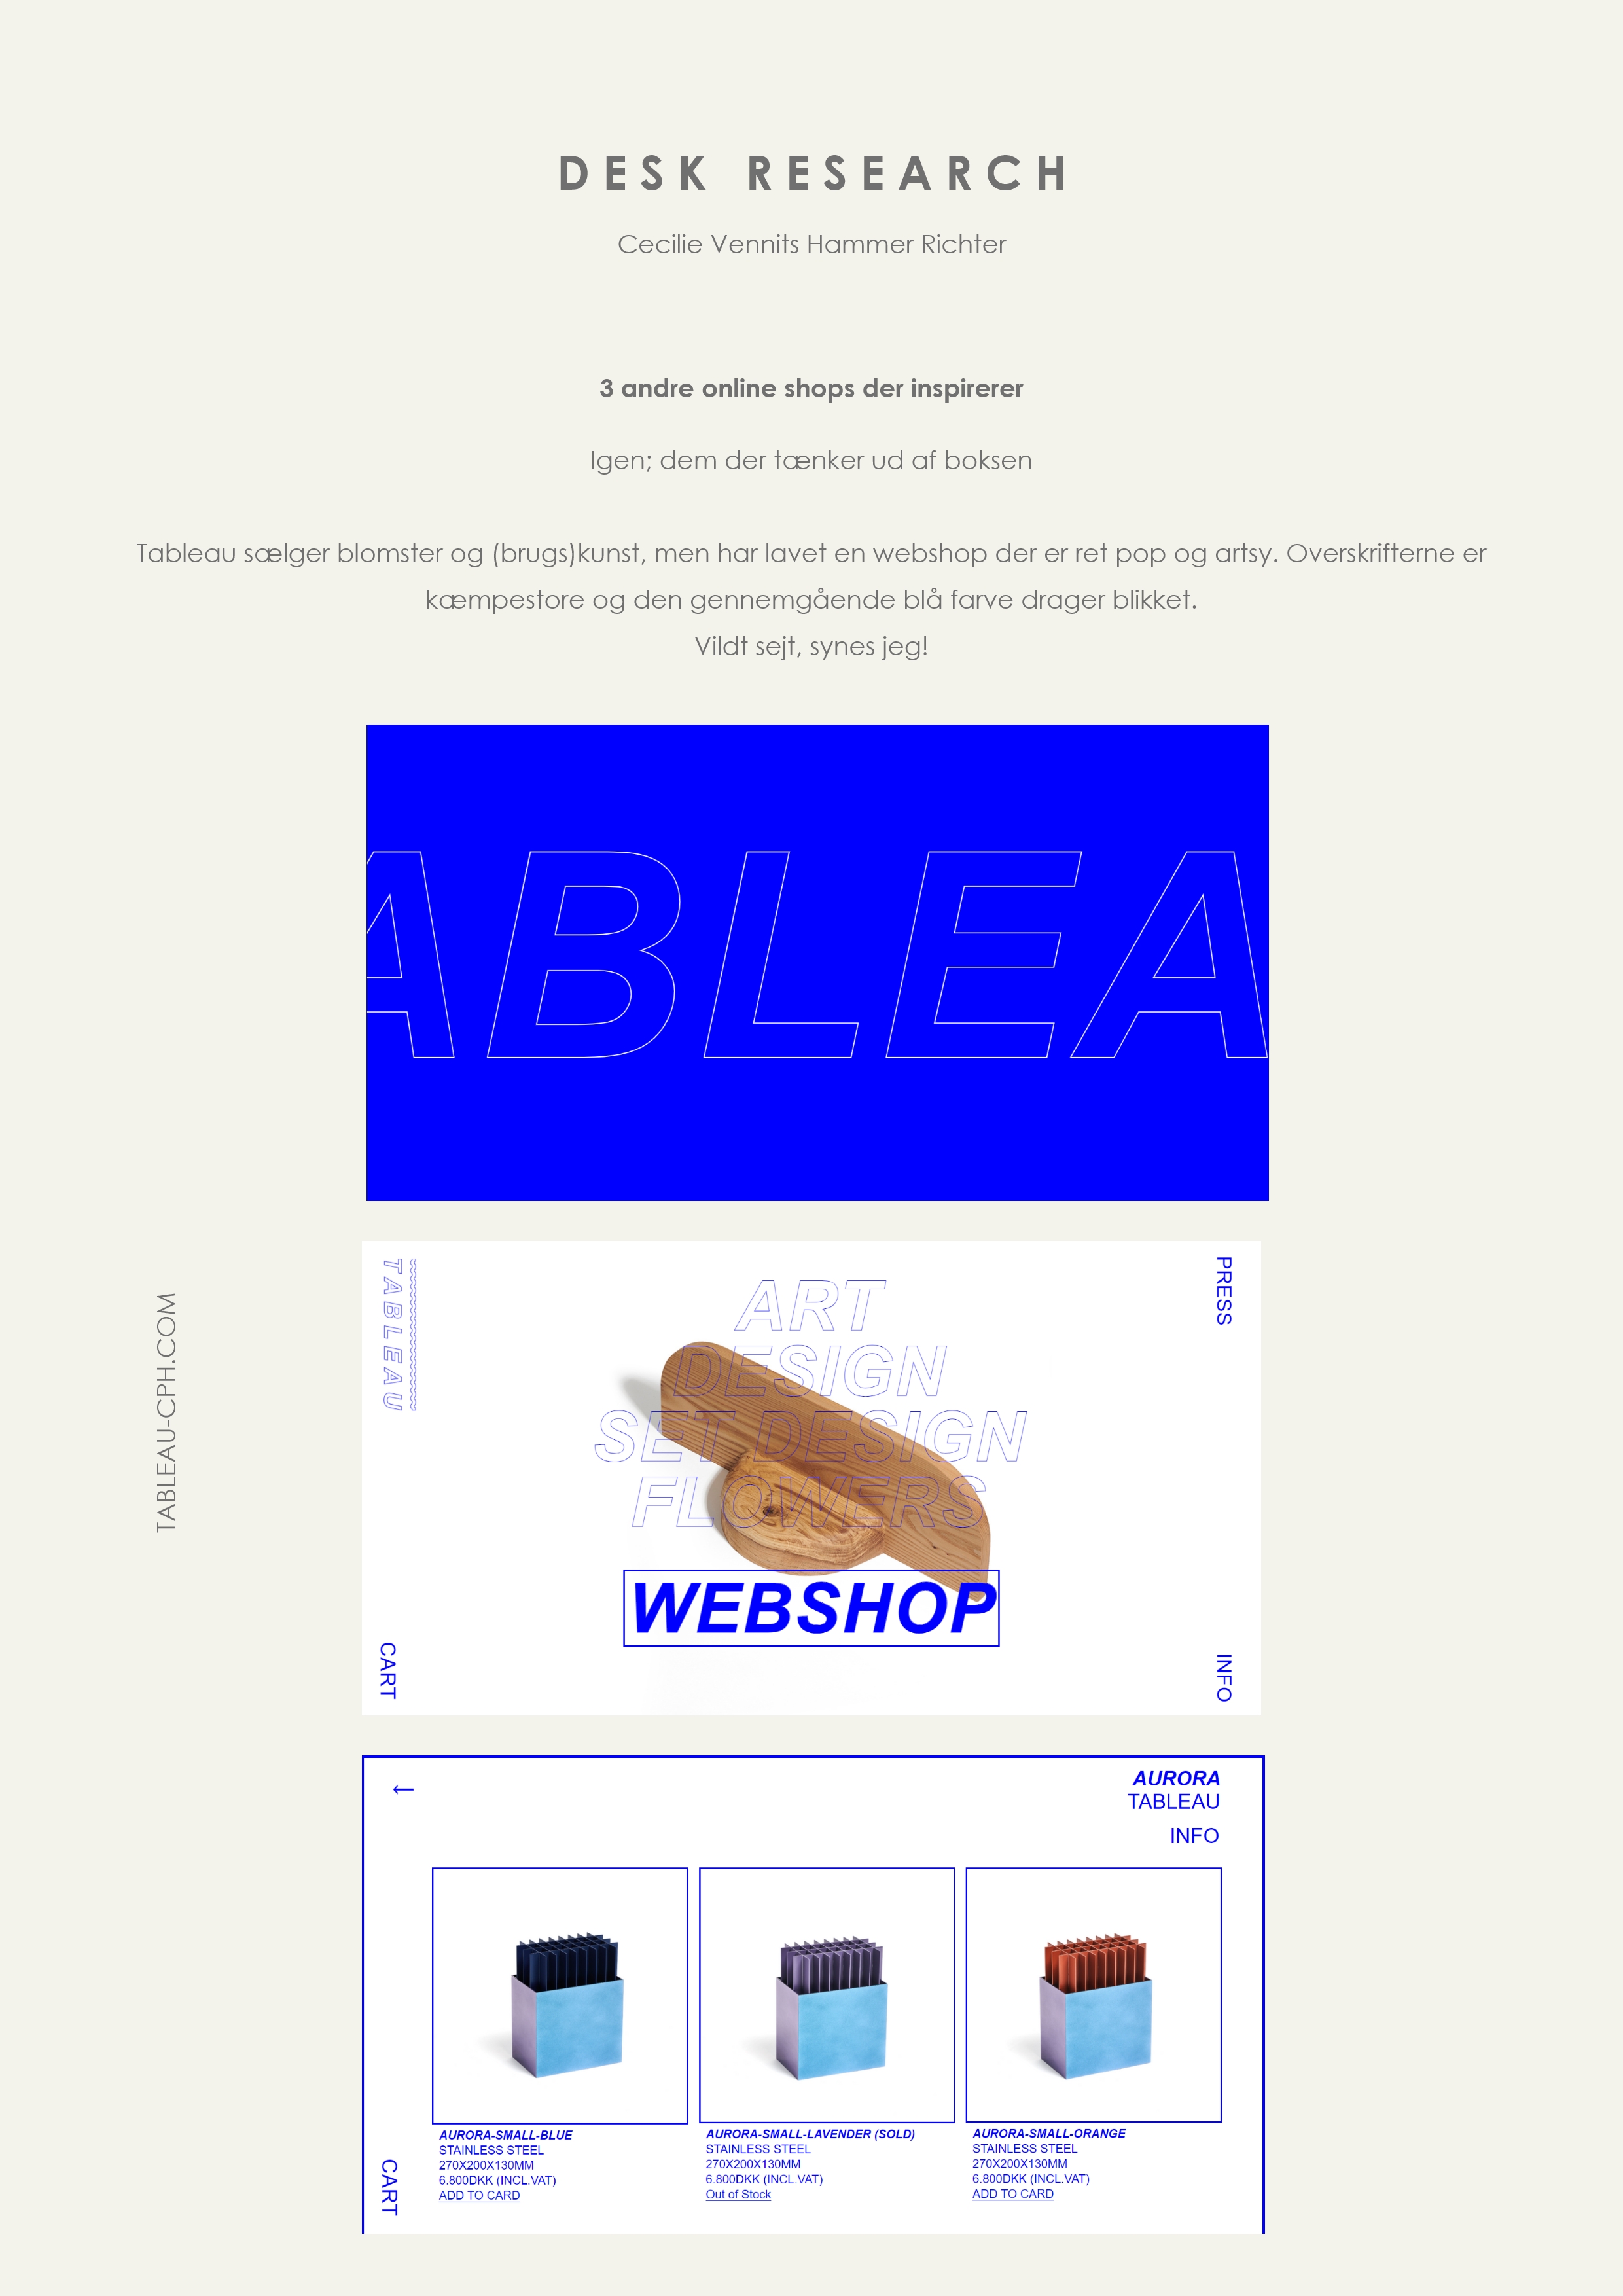 DESK RESEARCH
Cecilie Vennits Hammer Richter
3 andre online shops der inspirerer
Igen; dem der tænker ud af boksen
Tableau sælger blomster og (brugs)kunst, men har lavet en webshop der er ret pop og artsy. Overskrifterne er
kæmpestore og den gennemgående blå farve drager blikket.
Vildt sejt, synes jeg!
ABLEA
TABLEAU-CPH.COM
TABLEAU
PRESS
ART
DESIGN
SET DESIGN
FLOWERS
WEBSHOP
CART
INFO
←
AURORA
TABLEAU
INFO
AURORA-SMALL-BLUE
STAINLESS STEEL
270X200X130MM
6.800DKK (INCL.VAT)
ADD TO CARD
AURORA-SMALL-LAVENDER (SOLD)
STAINLESS STEEL
270X200X130MM
6.800DKK (INCL.VAT)
Out of Stock
AURORA-SMALL-ORANGE
STAINLESS STEEL
270X200X130MM
6.800DKK (INCL.VAT)
ADD TO CARD
CART